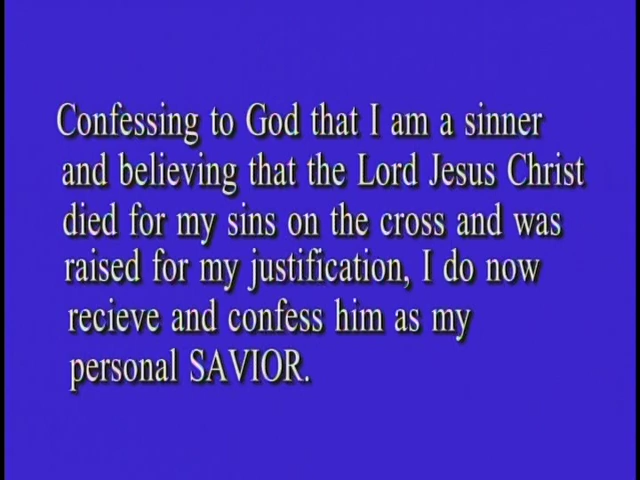 Confessing to God that I am a sinner
and believing that the Lord Jesus Christ
died for my sins on the cross and was
raised for my justification, I do now
recieve and confess him as my
personal SAVIOR.